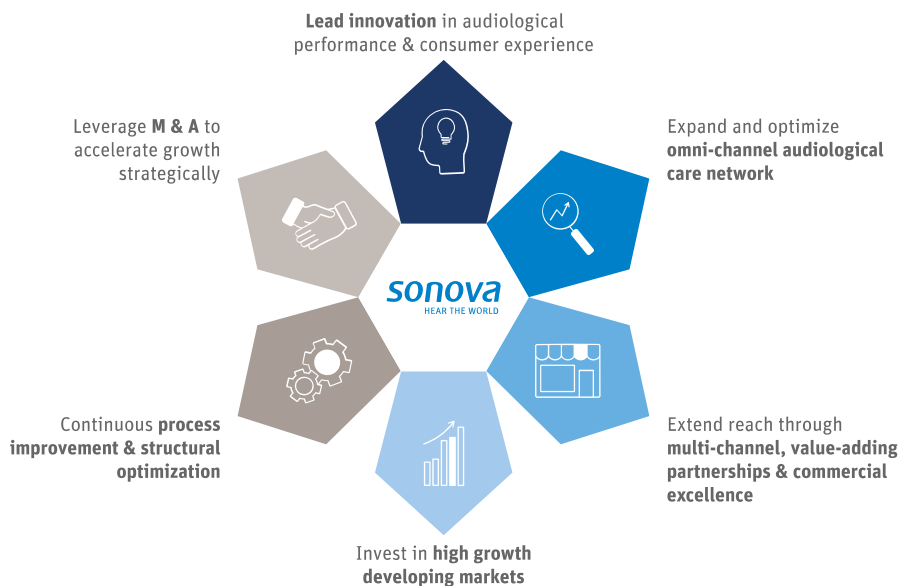 Lead innovation in audiological
performance & consumer experience
Expand and optimize
omni-channel audiological
care network
Extend reach through
multi-channel, value-adding
partnerships & commercial
excellence
Invest in high growth
developing markets
Continuous process
improvement & structural
optimization
Leverage M & A to
accelerate growth
strategically
sonova
HEAR THE WORLD